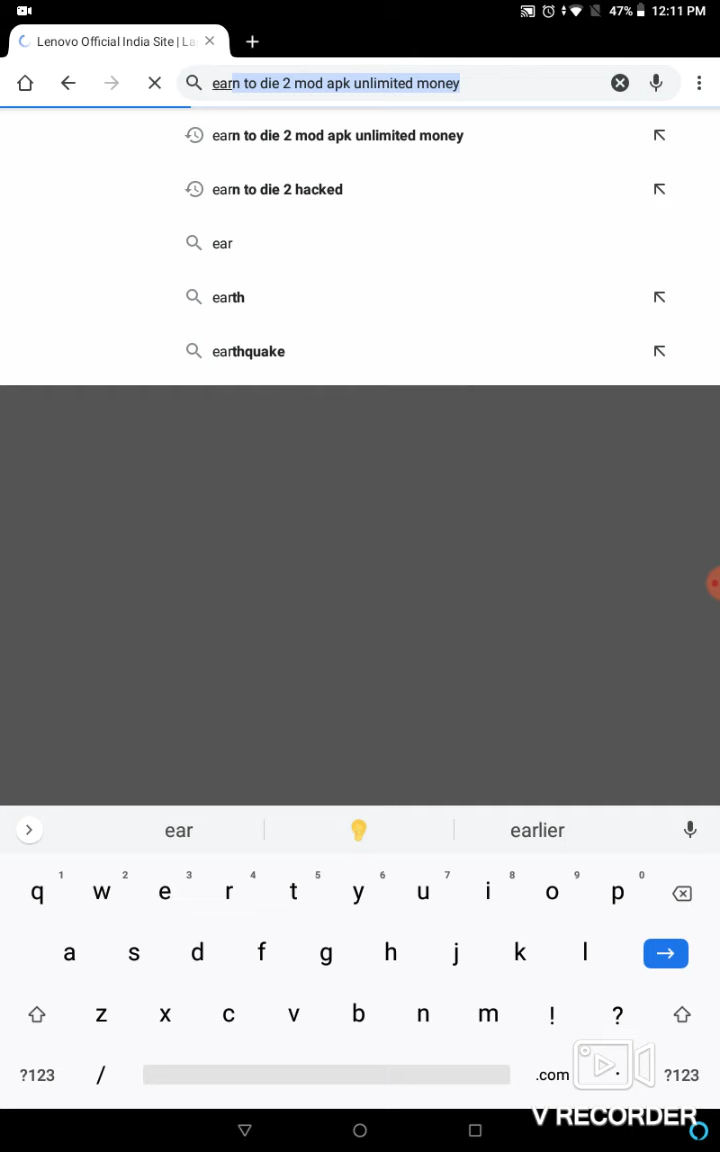 47% 12:11 PM
Lenovo Official India Site | La
earn to die 2 mod apk unlimited money
earn to die 2 mod apk unlimited money
earn to die 2 hacked
ear
earth
earthquake
ear earlier
1 2 3 4 5 6 7 8 9 0
q w e r t y u i o p
a s d f g h j k l
z x c v b n m ! ?
?123 / .com . ?123
V RECORDER